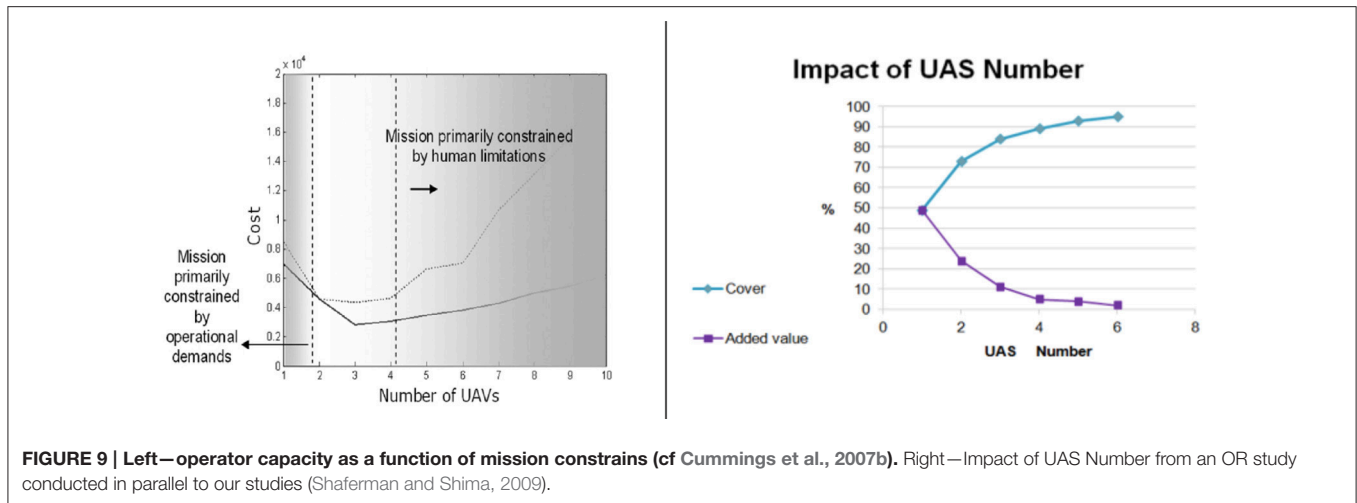 × 10⁴
2
1.8
1.6
1.4
1.2
1
0.8
0.6
0.4
0.2
0
Cost
1 2 3 4 5 6 7 8 9 10
Number of UAVs
Mission primarily constrained
by human limitations
Mission
primarily
constrained
by
operational
demands
Impact of UAS Number
100
90
80
70
60
50
40
30
20
10
0
%
0 2 4 6 8
UAS Number
Cover
Added value
FIGURE 9 | Left—operator capacity as a function of mission constrains (cf Cummings et al., 2007b). Right—Impact of UAS Number from an OR study
conducted in parallel to our studies (Shaferman and Shima, 2009).